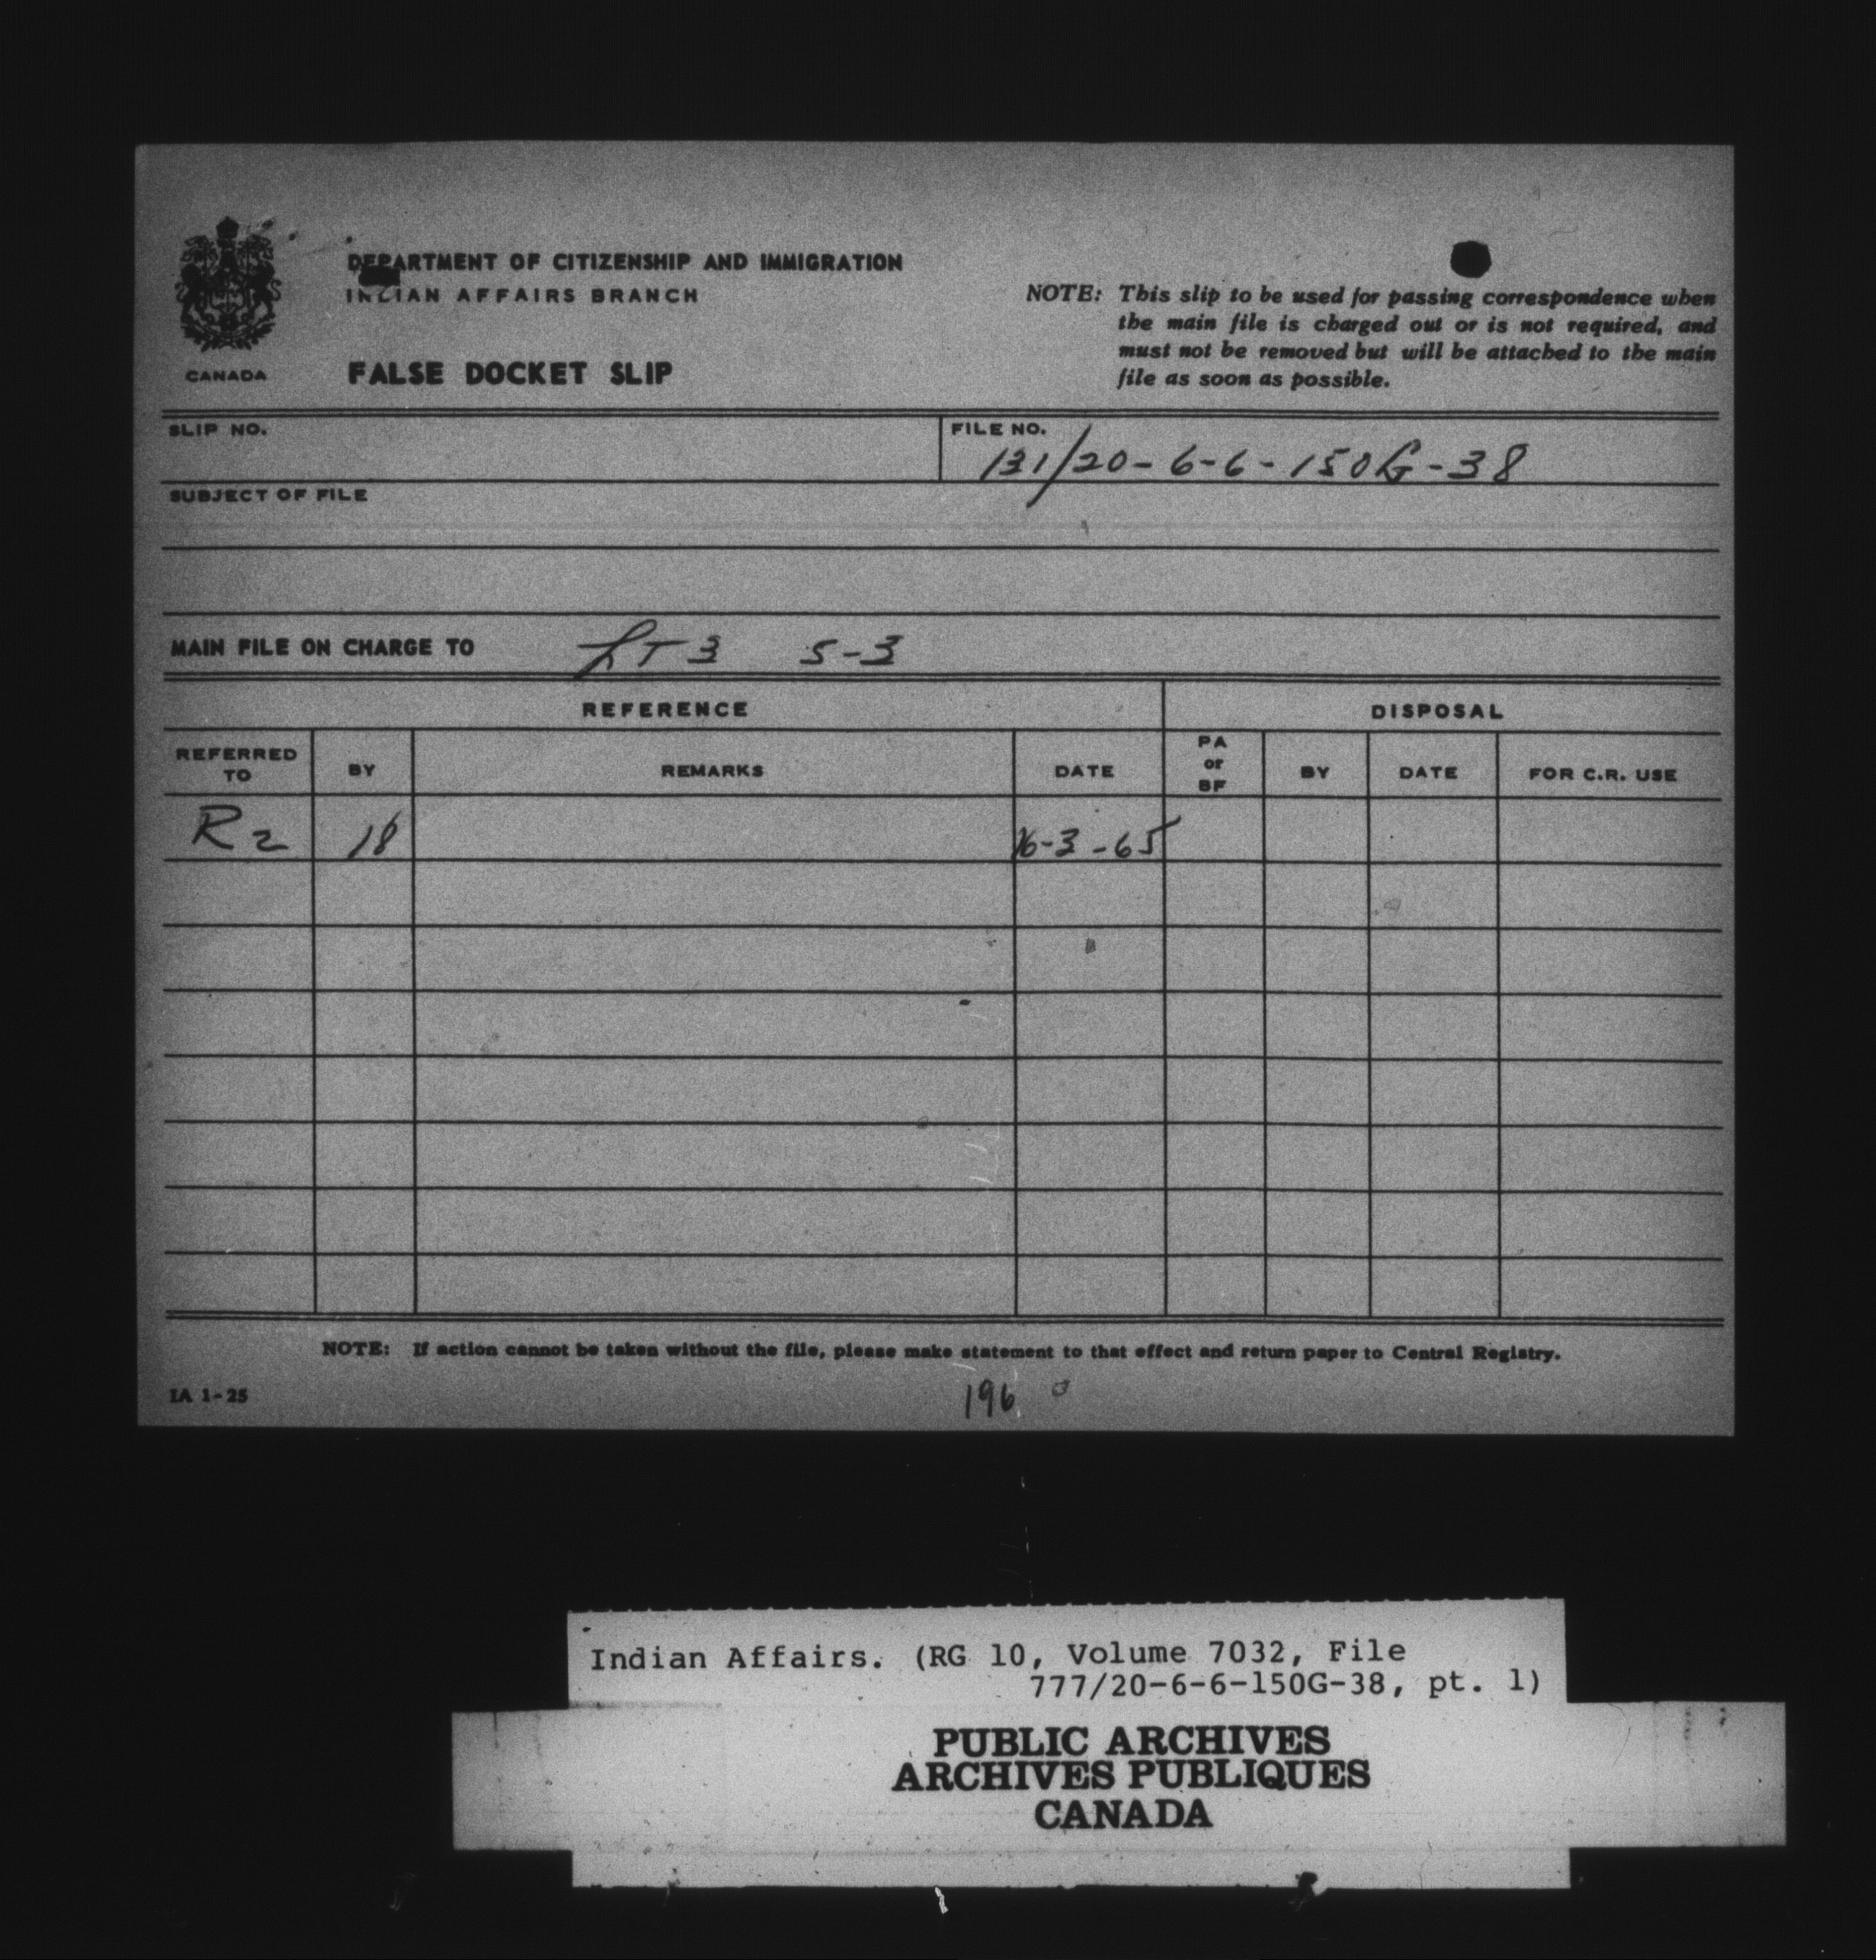 DEPARTMENT OF CITIZENSHIP AND IMMIGRATION
INDIAN AFFAIRS BRANCH
CANADA
FALSE DOCKET SLIP
NOTE: This slip to be used for passing correspondence when
the main file is charged out or is not required, and
must not be removed but will be attached to the main
file as soon as possible.
SLIP NO.
FILE NO.
131/20-6-6-150G-38
SUBJECT OF FILE
MAIN FILE ON CHARGE TO LT 3 5-3
REFERENCE DISPOSAL
REFERRED TO BY REMARKS DATE PA or BF BY DATE FOR C.R. USE
R2 18 16-3-65
NOTE: If action cannot be taken without the file, please make statement to that effect and return paper to Central Registry.
IA 1-25
196
Indian Affairs. (RG 10, Volume 7032, File
777/20-6-6-150G-38, pt. 1)
PUBLIC ARCHIVES
ARCHIVES PUBLIQUES
CANADA